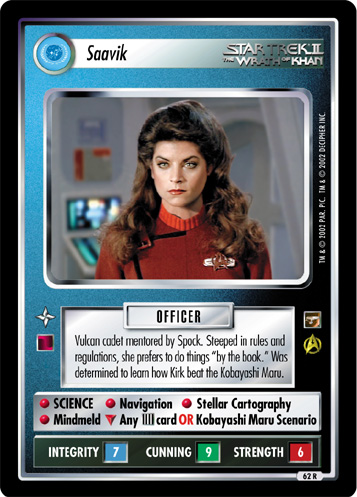 Saavik
STAR TREK II
THE WRATH OF KHAN
TM & © 2002 PAR. PIC. TM & © 2002 DECIPHER INC.
OFFICER
Vulcan cadet mentored by Spock. Steeped in rules and
regulations, she prefers to do things "by the book." Was
determined to learn how Kirk beat the Kobayashi Maru.
SCIENCE Navigation Stellar Cartography
Mindmeld Any card OR Kobayashi Maru Scenario
INTEGRITY 7 CUNNING 9 STRENGTH 6
62 R